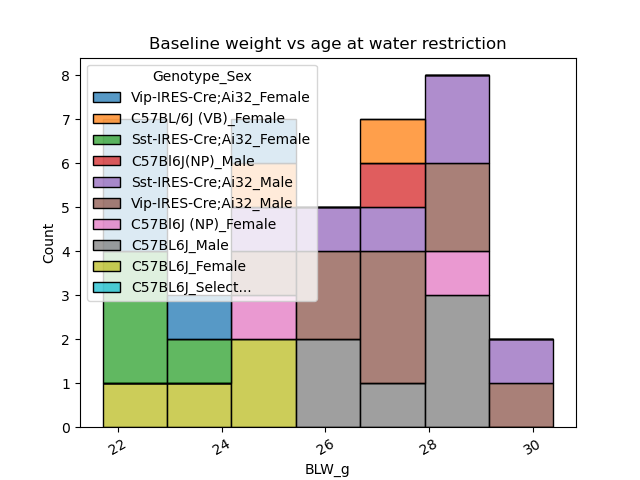 Baseline weight vs age at water restriction
Genotype_Sex
Vip-IRES-Cre;Ai32_Female
C57BL/6J (VB)_Female
Sst-IRES-Cre;Ai32_Female
C57Bl6J(NP)_Male
Sst-IRES-Cre;Ai32_Male
Vip-IRES-Cre;Ai32_Male
C57Bl6J (NP)_Female
C57BL6J_Male
C57BL6J_Female
C57BL6J_Select...
Count
8
7
6
5
4
3
2
1
0
22 24 26 28 30
BLW_g